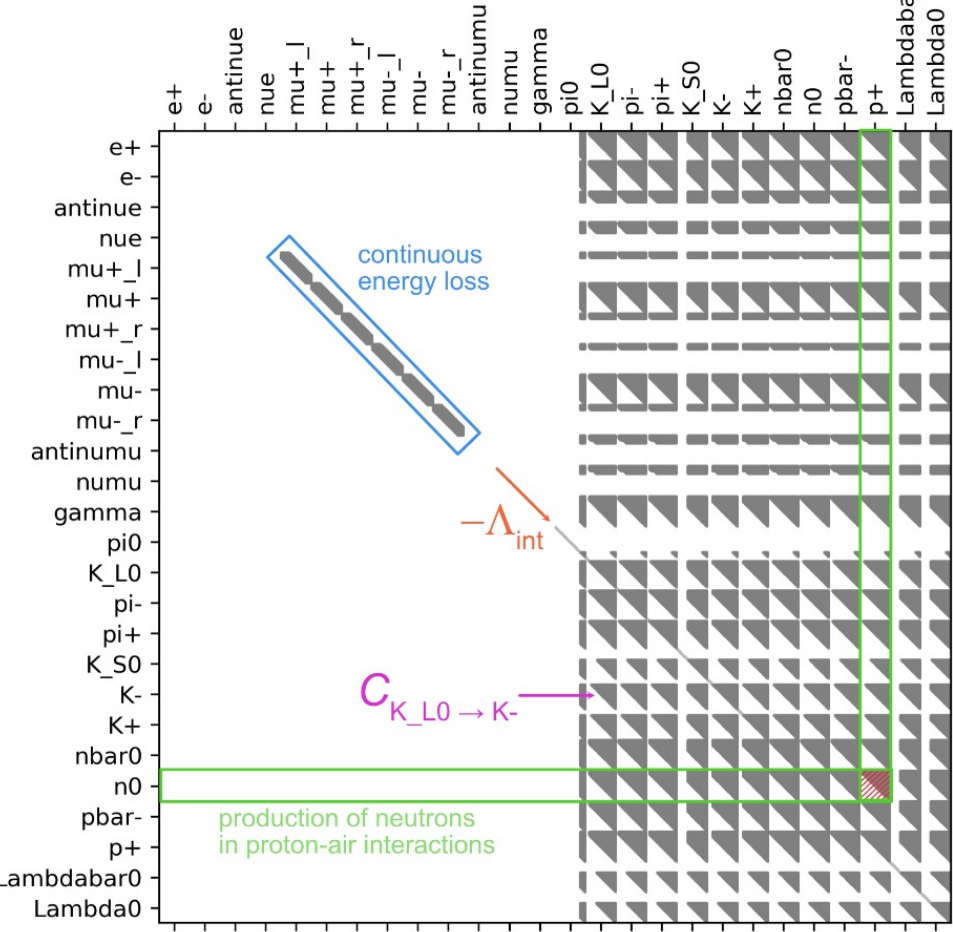 e+
e-
antinue
nue
mu+_l
mu+
mu+_r
mu-_l
mu-
mu-_r
antinumu
numu
gamma
pi0
K_L0
pi-
pi+
K_S0
K-
K+
nbar0
n0
pbar-
p+
Lambdaba
Lambda0
e+
e-
antinue
nue
mu+_l
mu+
mu+_r
mu-_l
mu-
mu-_r
antinumu
numu
gamma
pi0
K_L0
pi-
pi+
K_S0
K-
K+
nbar0
n0
pbar-
p+
Lambdabar0
Lambda0
continuous
energy loss
−Λint
C K_L0 → K-
production of neutrons
in proton-air interactions